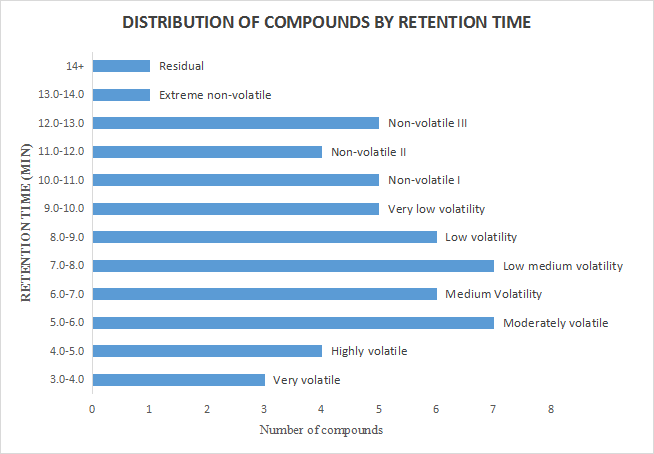 DISTRIBUTION OF COMPOUNDS BY RETENTION TIME
RETENTION TIME (MIN)
14+ Residual
13.0-14.0 Extreme non-volatile
12.0-13.0 Non-volatile III
11.0-12.0 Non-volatile II
10.0-11.0 Non-volatile I
9.0-10.0 Very low volatility
8.0-9.0 Low volatility
7.0-8.0 Low medium volatility
6.0-7.0 Medium Volatility
5.0-6.0 Moderately volatile
4.0-5.0 Highly volatile
3.0-4.0 Very volatile
0 1 2 3 4 5 6 7 8
Number of compounds